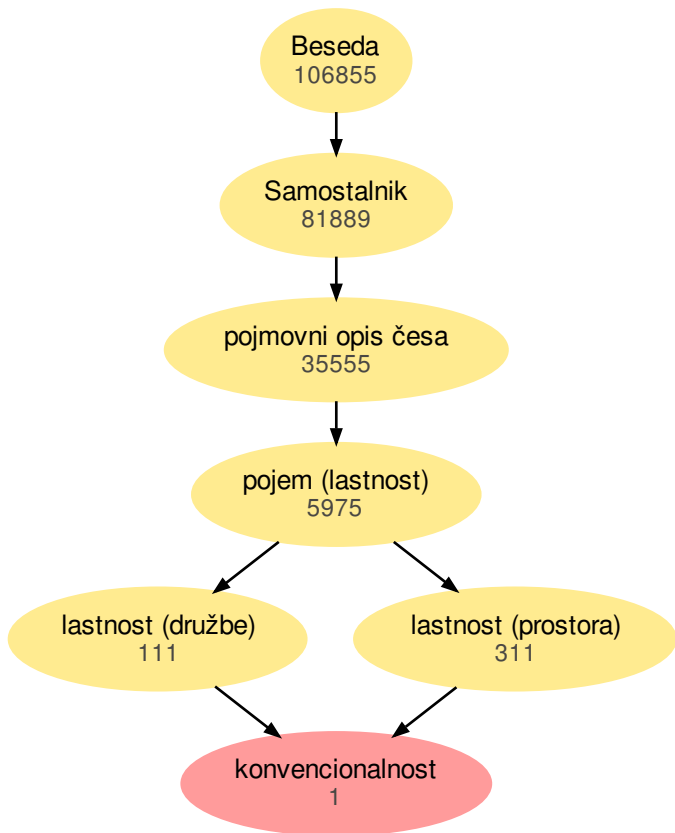 Beseda
106855
Samostalnik
81889
pojmovni opis česa
35555
pojem (lastnost)
5975
lastnost (družbe)
111
lastnost (prostora)
311
konvencionalnost
1